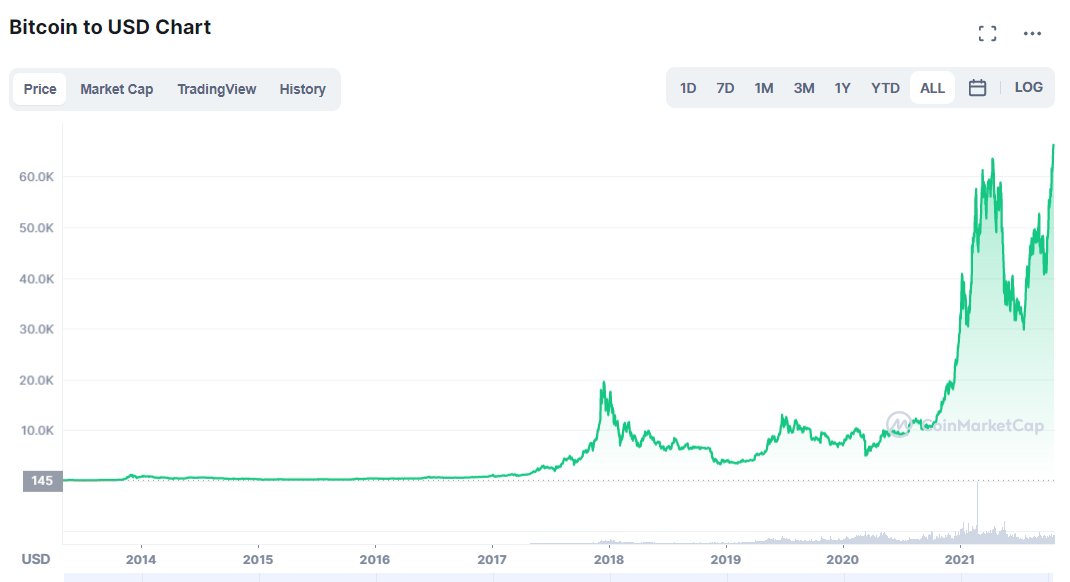 Bitcoin to USD Chart
Price Market Cap TradingView History
1D 7D 1M 3M 1Y YTD ALL LOG
60.0K
50.0K
40.0K
30.0K
20.0K
10.0K
CoinMarketCap
145
USD 2014 2015 2016 2017 2018 2019 2020 2021